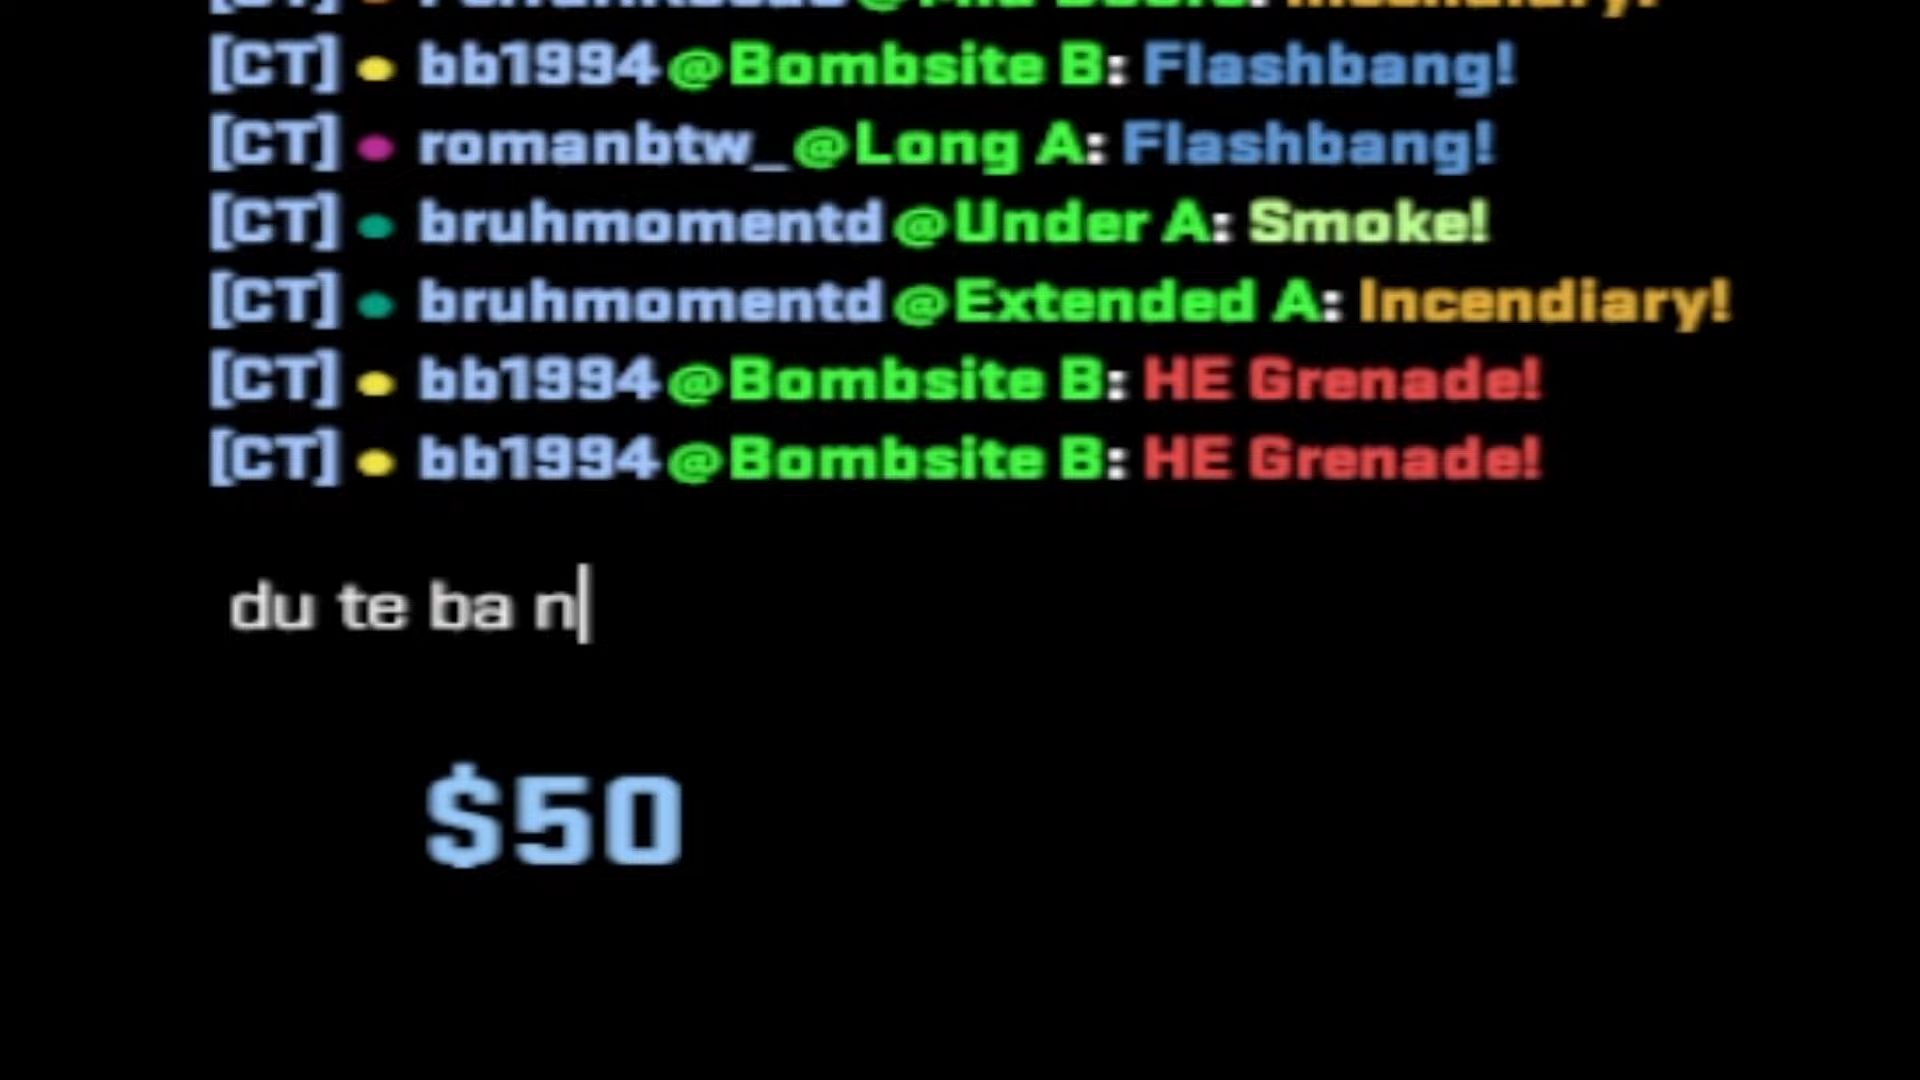 [CT] • bb1994@Bombsite B: Flashbang!
[CT] • romanbtw_@Long A: Flashbang!
[CT] • bruhmomentd@Under A: Smoke!
[CT] • bruhmomentd@Extended A: Incendiary!
[CT] • bb1994@Bombsite B: HE Grenade!
[CT] • bb1994@Bombsite B: HE Grenade!
du te ba n
$50